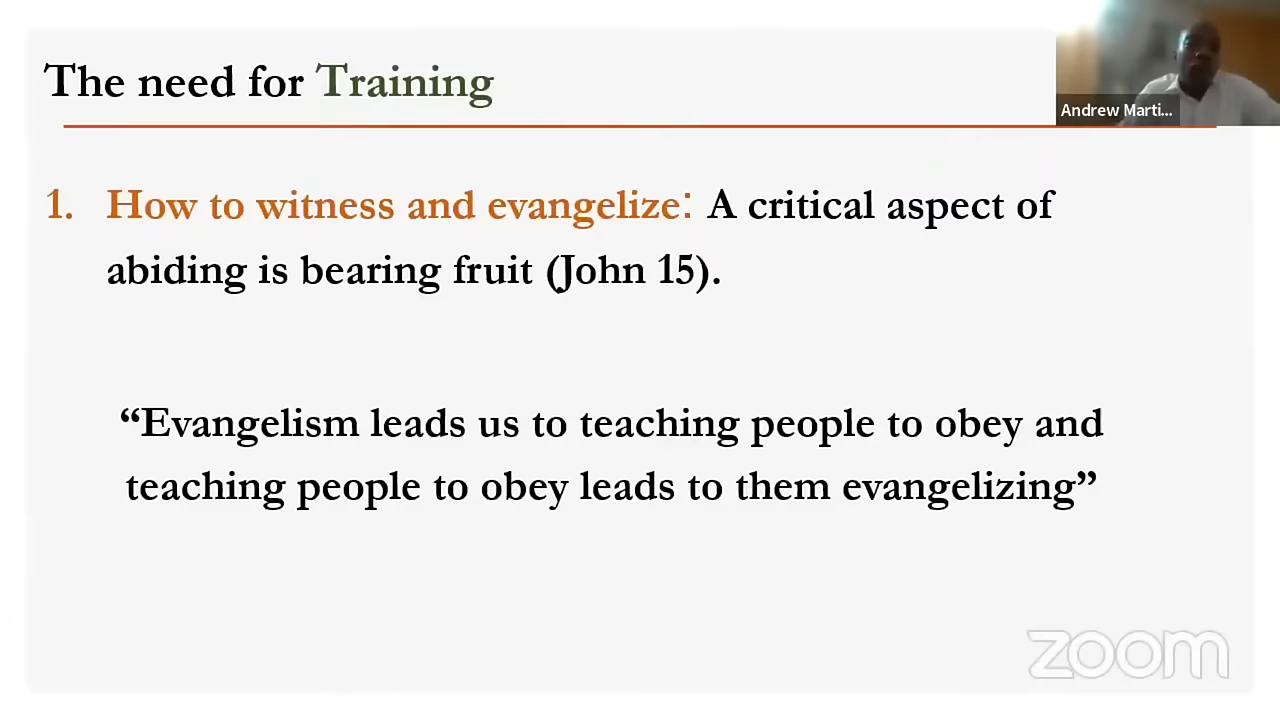 The need for Training
Andrew Marti...
1. How to witness and evangelize: A critical aspect of
abiding is bearing fruit (John 15).
“Evangelism leads us to teaching people to obey and
teaching people to obey leads to them evangelizing”
zoom